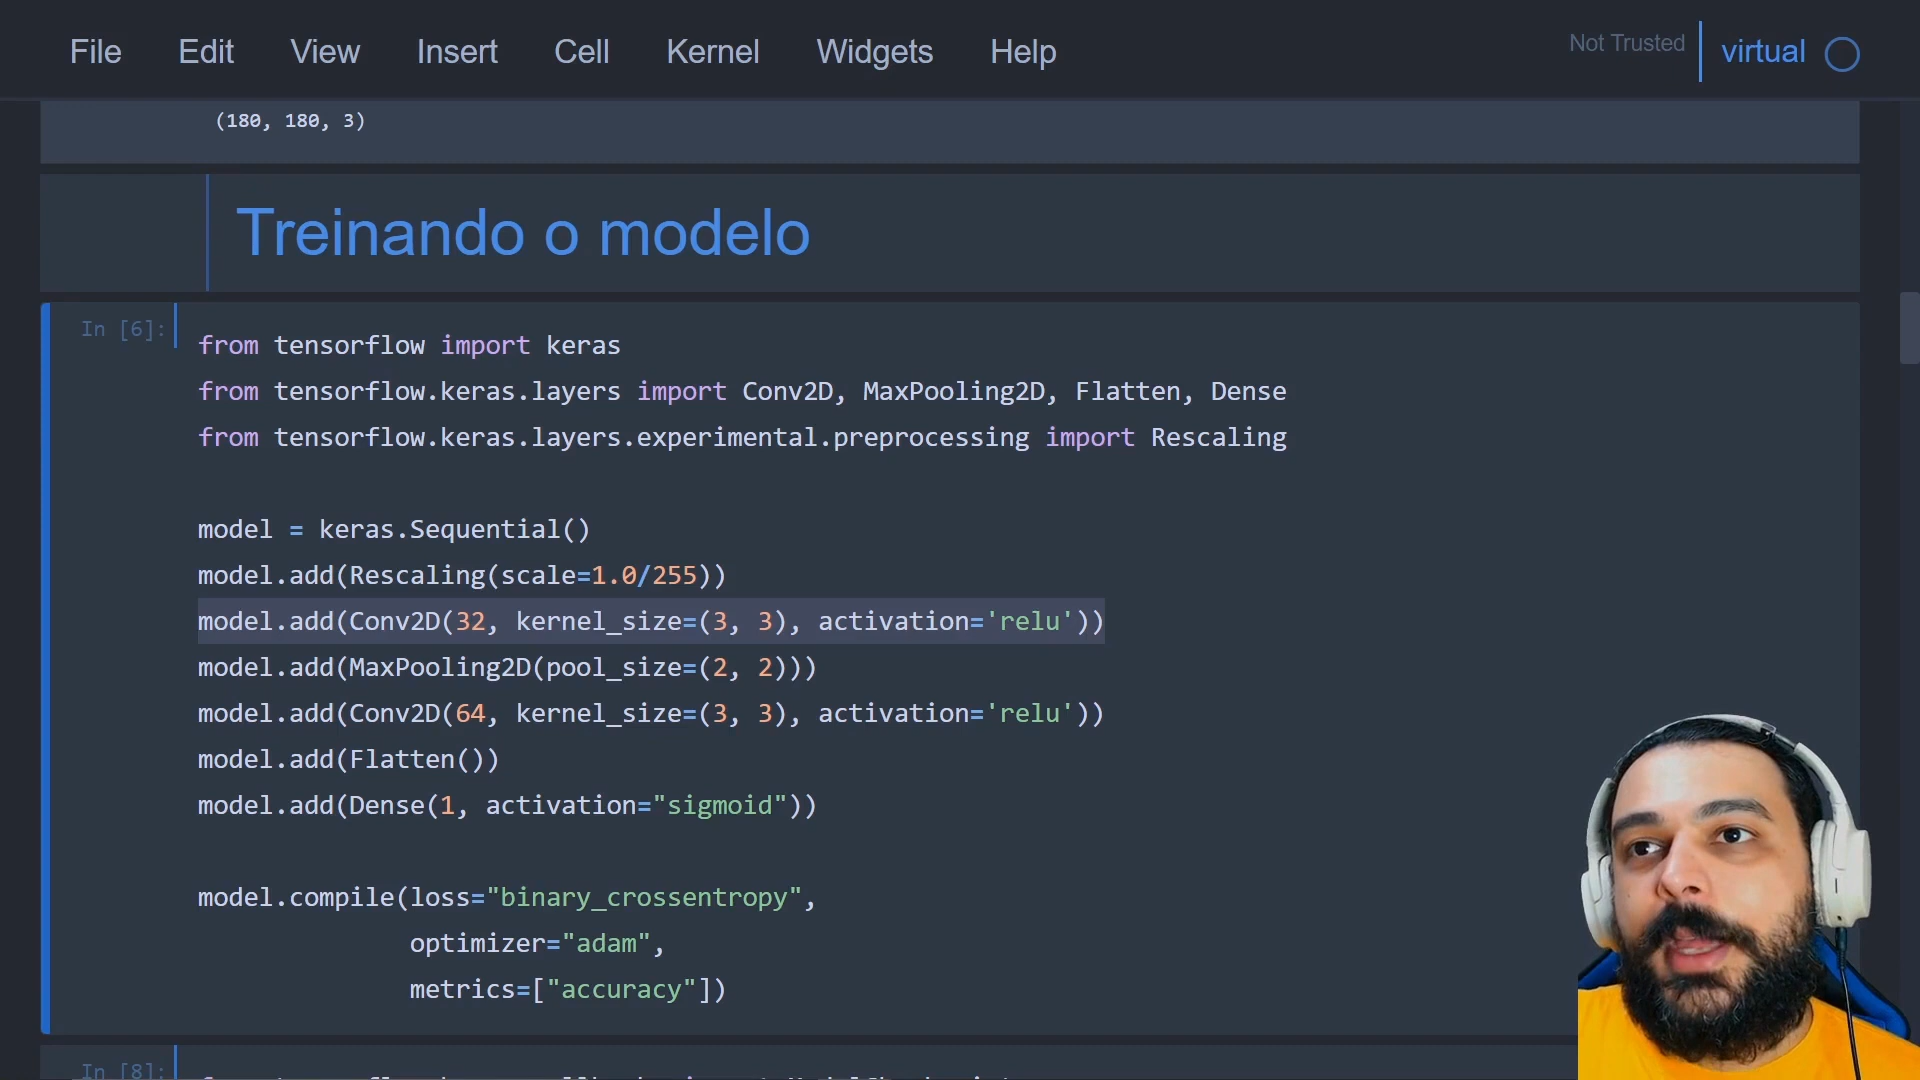 File Edit View Insert Cell Kernel Widgets Help Not Trusted virtual
(180, 180, 3)
Treinando o modelo
In [6]:
from tensorflow import keras
from tensorflow.keras.layers import Conv2D, MaxPooling2D, Flatten, Dense
from tensorflow.keras.layers.experimental.preprocessing import Rescaling
model = keras.Sequential()
model.add(Rescaling(scale=1.0/255))
model.add(Conv2D(32, kernel_size=(3, 3), activation='relu'))
model.add(MaxPooling2D(pool_size=(2, 2)))
model.add(Conv2D(64, kernel_size=(3, 3), activation='relu'))
model.add(Flatten())
model.add(Dense(1, activation="sigmoid"))
model.compile(loss="binary_crossentropy",
optimizer="adam",
metrics=["accuracy"])
In [8]: